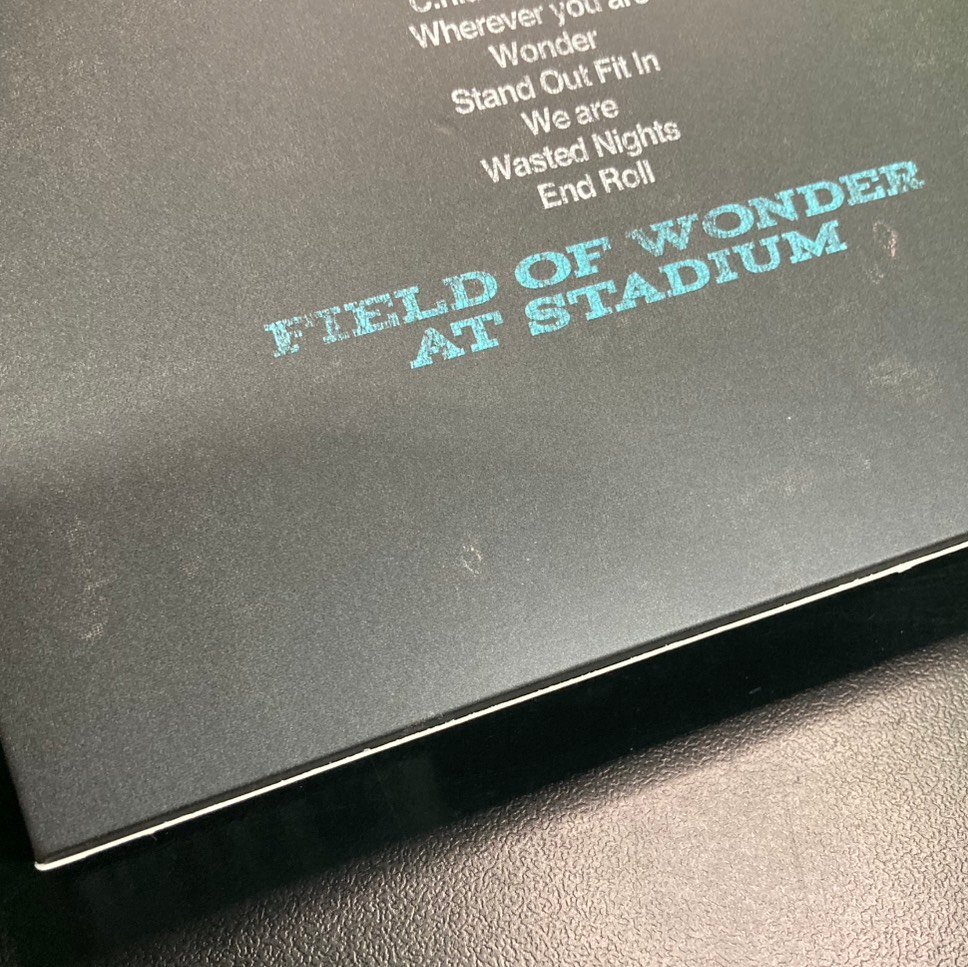 Wherever you are
Wonder
Stand Out Fit In
We are
Wasted Nights
End Roll
FIELD OF WONDER
AT STADIUM